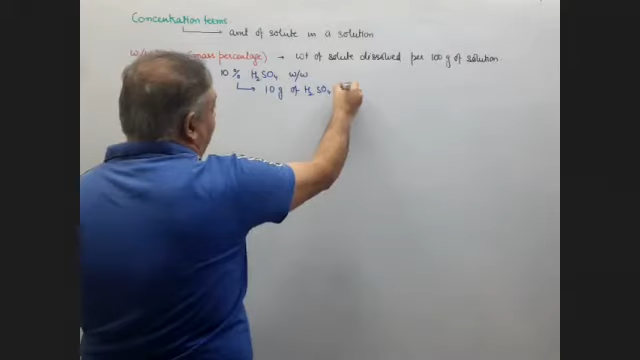 Concentration terms
→ amt of solute in a solution
(mass percentage) → wt of solute dissolved per 100 g of solution
10 % H₂SO₄ w/w
→ 10 g of H₂SO₄